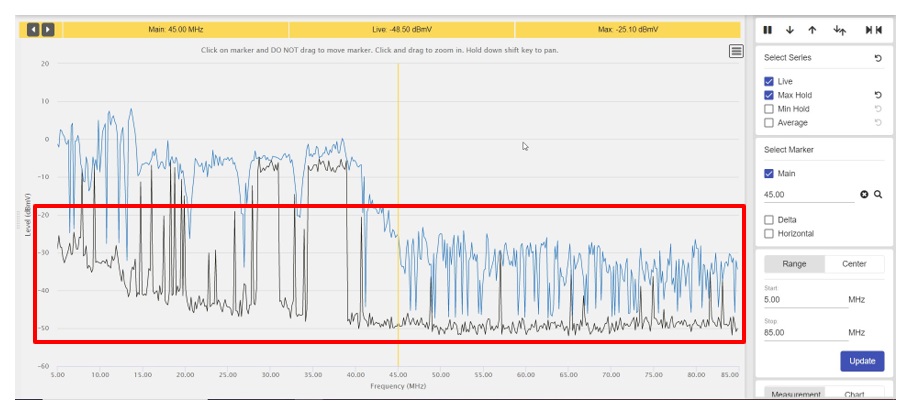 Main: 45.00 MHz
Live: -48.50 dBmV
Max: -25.10 dBmV
Click on marker and DO NOT drag to move marker. Click and drag to zoom in. Hold down shift key to pan.
20
10
0
-10
-20
-30
-40
-50
-60
Level (dBmV)
5.00 10.00 15.00 20.00 25.00 30.00 35.00 40.00 45.00 50.00 55.00 60.00 65.00 70.00 75.00 80.00 85.00
Frequency (MHz)
Select Series
Live
Max Hold
Min Hold
Average
Select Marker
Main
45.00
Delta
Horizontal
Range Center
Start
5.00 MHz
Stop
85.00 MHz
Update
Measurement Chart